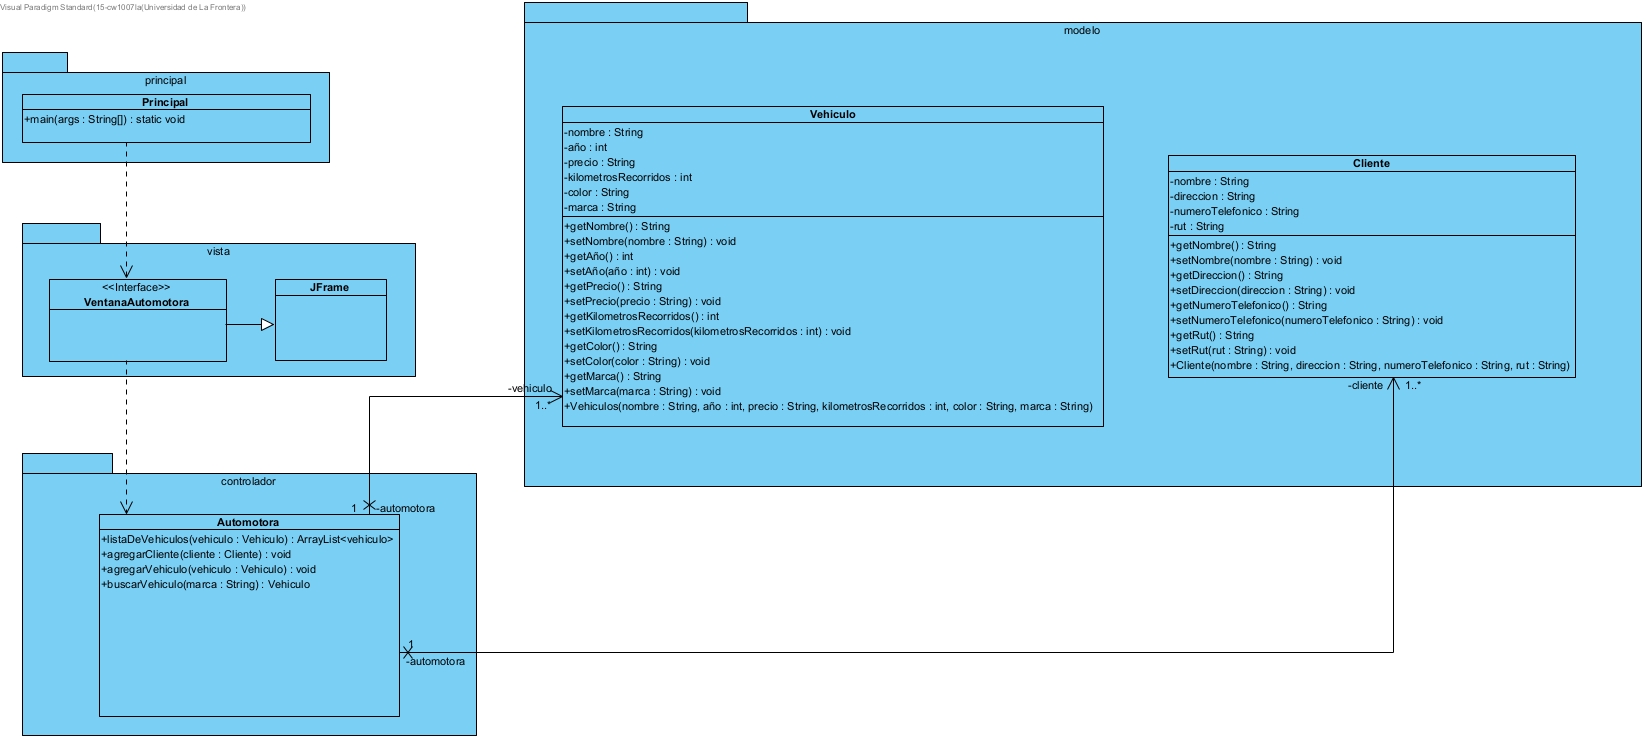 Visual Paradigm Standard(15-cw1007la(Universidad de La Frontera))
principal
Principal
+main(args : String[]) : static void
vista
<<Interface>>
VentanaAutomotora
JFrame
controlador
Automotora
+listaDeVehiculos(vehiculo : Vehiculo) : ArrayList<vehiculo>
+agregarCliente(cliente : Cliente) : void
+agregarVehiculo(vehiculo : Vehiculo) : void
+buscarVehiculo(marca : String) : Vehiculo
1
-automotora
1
-automotora
-vehiculo
1..*
modelo
Vehiculo
-nombre : String
-año : int
-precio : String
-kilometrosRecorridos : int
-color : String
-marca : String
+getNombre() : String
+setNombre(nombre : String) : void
+getAño() : int
+setAño(año : int) : void
+getPrecio() : String
+setPrecio(precio : String) : void
+getKilometrosRecorridos() : int
+setKilometrosRecorridos(kilometrosRecorridos : int) : void
+getColor() : String
+setColor(color : String) : void
+getMarca() : String
+setMarca(marca : String) : void
+Vehiculos(nombre : String, año : int, precio : String, kilometrosRecorridos : int, color : String, marca : String)
Cliente
-nombre : String
-direccion : String
-numeroTelefonico : String
-rut : String
+getNombre() : String
+setNombre(nombre : String) : void
+getDireccion() : String
+setDireccion(direccion : String) : void
+getNumeroTelefonico() : String
+setNumeroTelefonico(numeroTelefonico : String) : void
+getRut() : String
+setRut(rut : String) : void
+Cliente(nombre : String, direccion : String, numeroTelefonico : String, rut : String)
-cliente
1..*